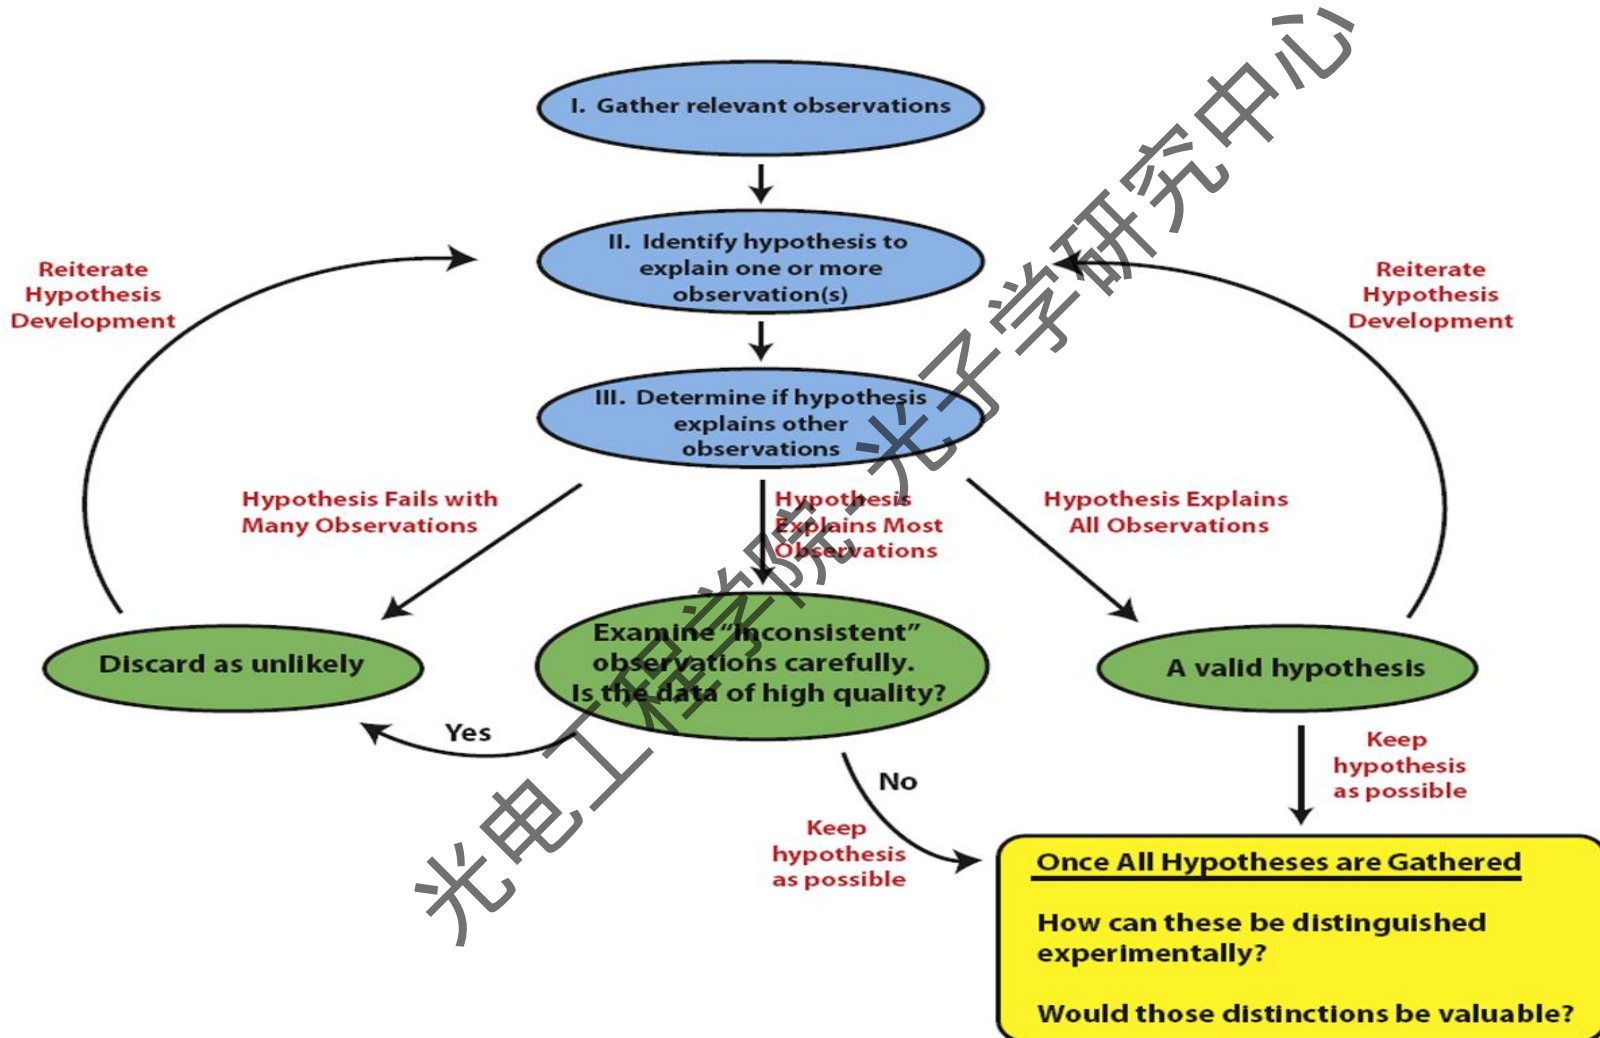 I. Gather relevant observations
II. Identify hypothesis to
explain one or more
observation(s)
III. Determine if hypothesis
explains other
observations
Reiterate
Hypothesis
Development
Reiterate
Hypothesis
Development
Hypothesis Fails with
Many Observations
Hypothesis
Explains Most
Observations
Hypothesis Explains
All Observations
Discard as unlikely
Examine “inconsistent”
observations carefully.
Is the data of high quality?
A valid hypothesis
Yes
No
Keep
hypothesis
as possible
Keep
hypothesis
as possible
Once All Hypotheses are Gathered
How can these be distinguished
experimentally?
Would those distinctions be valuable?
光电工程学院-光子学研究中心